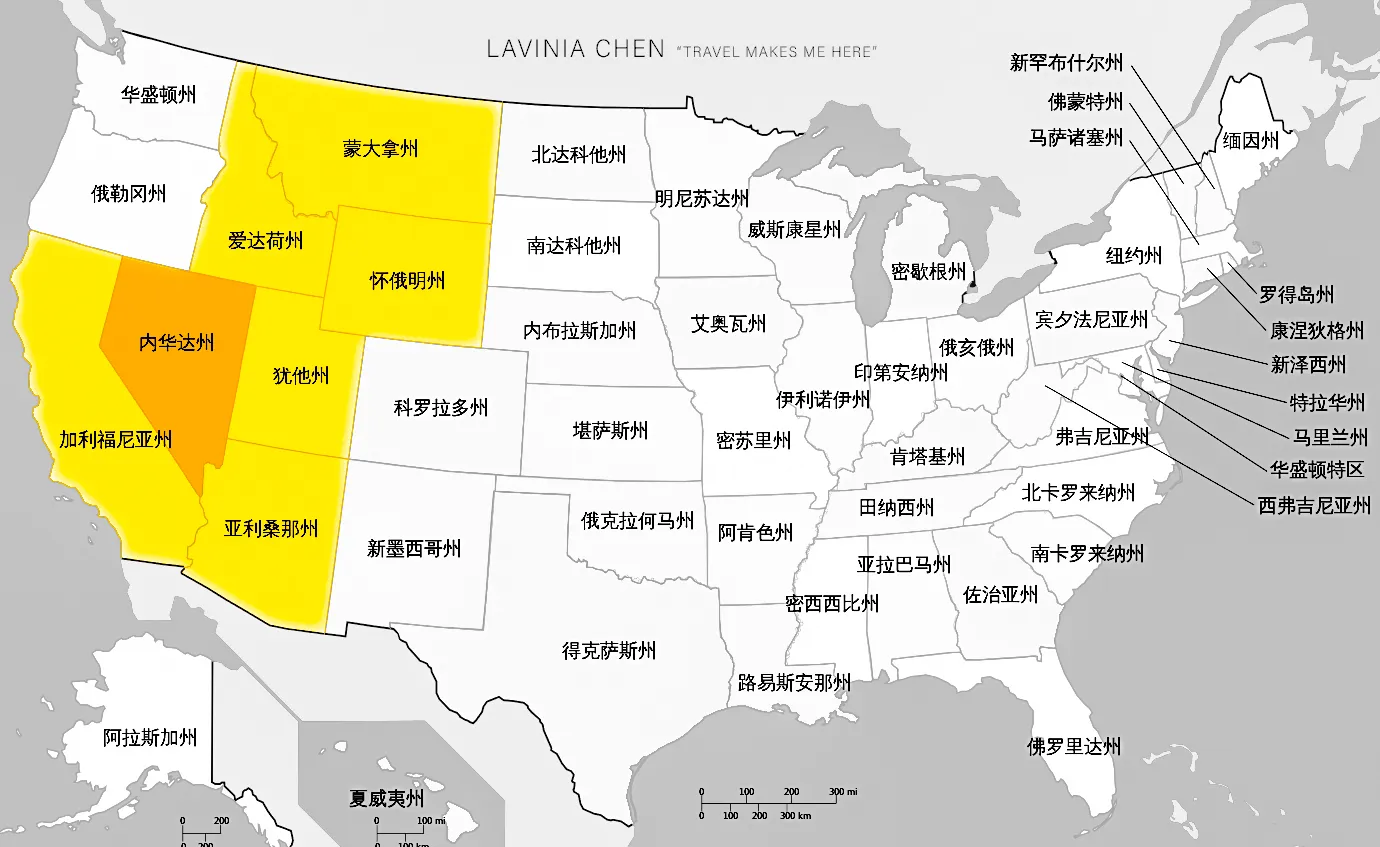 LAVINIA CHEN "TRAVEL MAKES ME HERE"
新罕布什尔州
佛蒙特州
马萨诸塞州
缅因州
华盛顿州
蒙大拿州
北达科他州
明尼苏达州
俄勒冈州
爱达荷州
南达科他州
威斯康星州
纽约州
密歇根州
怀俄明州
罗得岛州
内布拉斯加州
艾奥瓦州
宾夕法尼亚州
康涅狄格州
内华达州
俄亥俄州
新泽西州
犹他州
印第安纳州
伊利诺伊州
特拉华州
科罗拉多州
加利福尼亚州
堪萨斯州
密苏里州
弗吉尼亚州
马里兰州
肯塔基州
华盛顿特区
北卡罗来纳州
田纳西州
西弗吉尼亚州
亚利桑那州
俄克拉何马州
阿肯色州
新墨西哥州
南卡罗来纳州
亚拉巴马州
密西西比州
佐治亚州
得克萨斯州
路易斯安那州
阿拉斯加州
佛罗里达州
夏威夷州
0 100 200 300 mi
0 100 200 300 km
0 200
0 200
0 100 mi
0 100 km